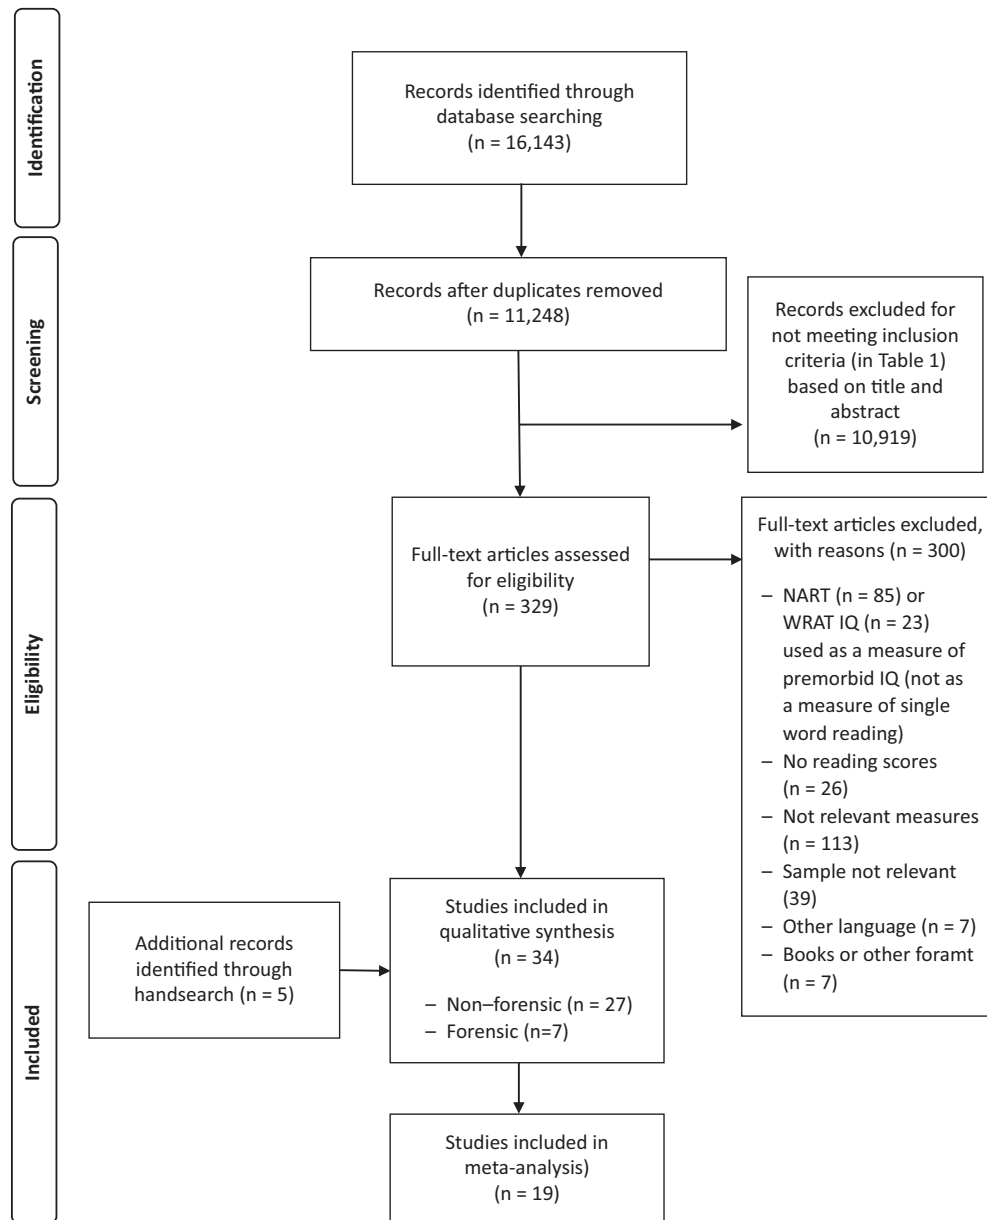 Identification
Records identified through
database searching
(n = 16,143)
Screening
Records after duplicates removed
(n = 11,248)
Records excluded for
not meeting inclusion
criteria (in Table 1)
based on title and
abstract
(n = 10,919)
Eligibility
Full-text articles assessed
for eligibility
(n = 329)
Full-text articles excluded,
with reasons (n = 300)
– NART (n = 85) or
WRAT IQ (n = 23)
used as a measure of
premorbid IQ (not as
a measure of single
word reading)
– No reading scores
(n = 26)
– Not relevant measures
(n = 113)
– Sample not relevant
(39)
– Other language (n = 7)
– Books or other foramt
(n = 7)
Included
Additional records
identified through
handsearch (n = 5)
Studies included in
qualitative synthesis
(n = 34)
– Non–forensic (n = 27)
– Forensic (n=7)
Studies included in
meta-analysis)
(n = 19)